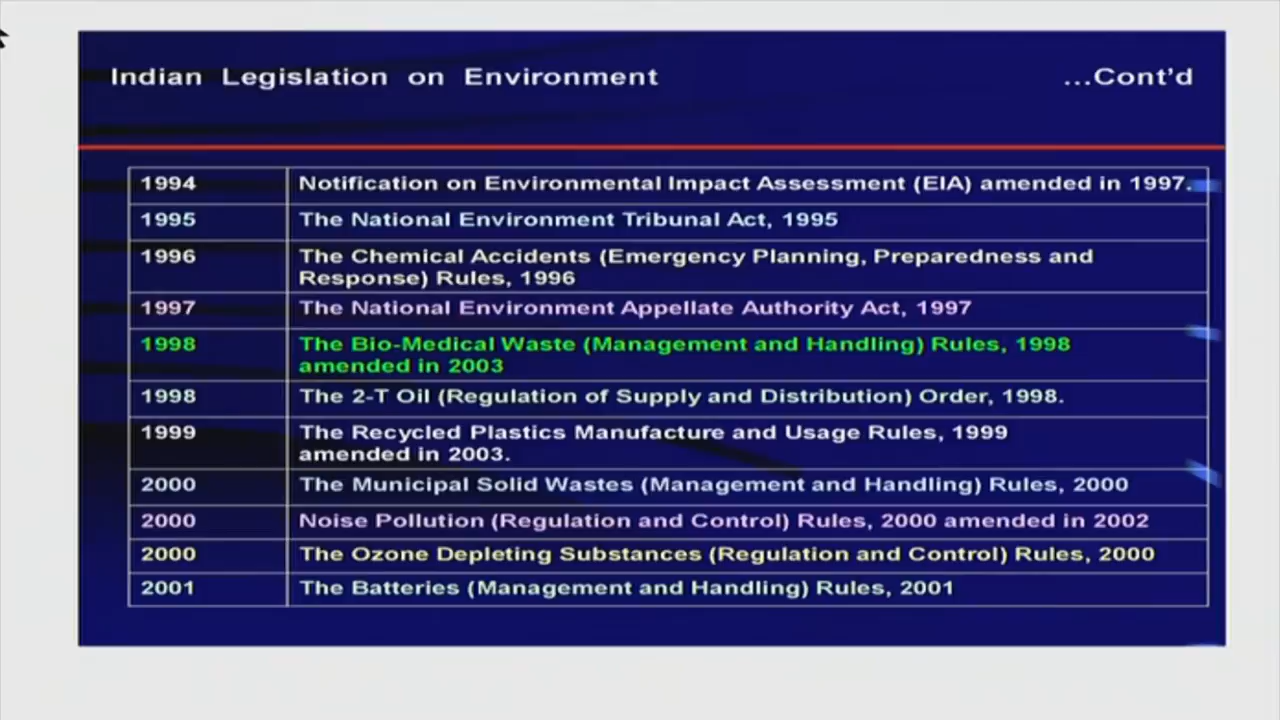 Indian Legislation on Environment ...Cont'd
1994 Notification on Environmental Impact Assessment (EIA) amended in 1997.
1995 The National Environment Tribunal Act, 1995
1996 The Chemical Accidents (Emergency Planning, Preparedness and
Response) Rules, 1996
1997 The National Environment Appellate Authority Act, 1997
1998 The Bio-Medical Waste (Management and Handling) Rules, 1998
amended in 2003
1998 The 2-T Oil (Regulation of Supply and Distribution) Order, 1998.
1999 The Recycled Plastics Manufacture and Usage Rules, 1999
amended in 2003.
2000 The Municipal Solid Wastes (Management and Handling) Rules, 2000
2000 Noise Pollution (Regulation and Control) Rules, 2000 amended in 2002
2000 The Ozone Depleting Substances (Regulation and Control) Rules, 2000
2001 The Batteries (Management and Handling) Rules, 2001